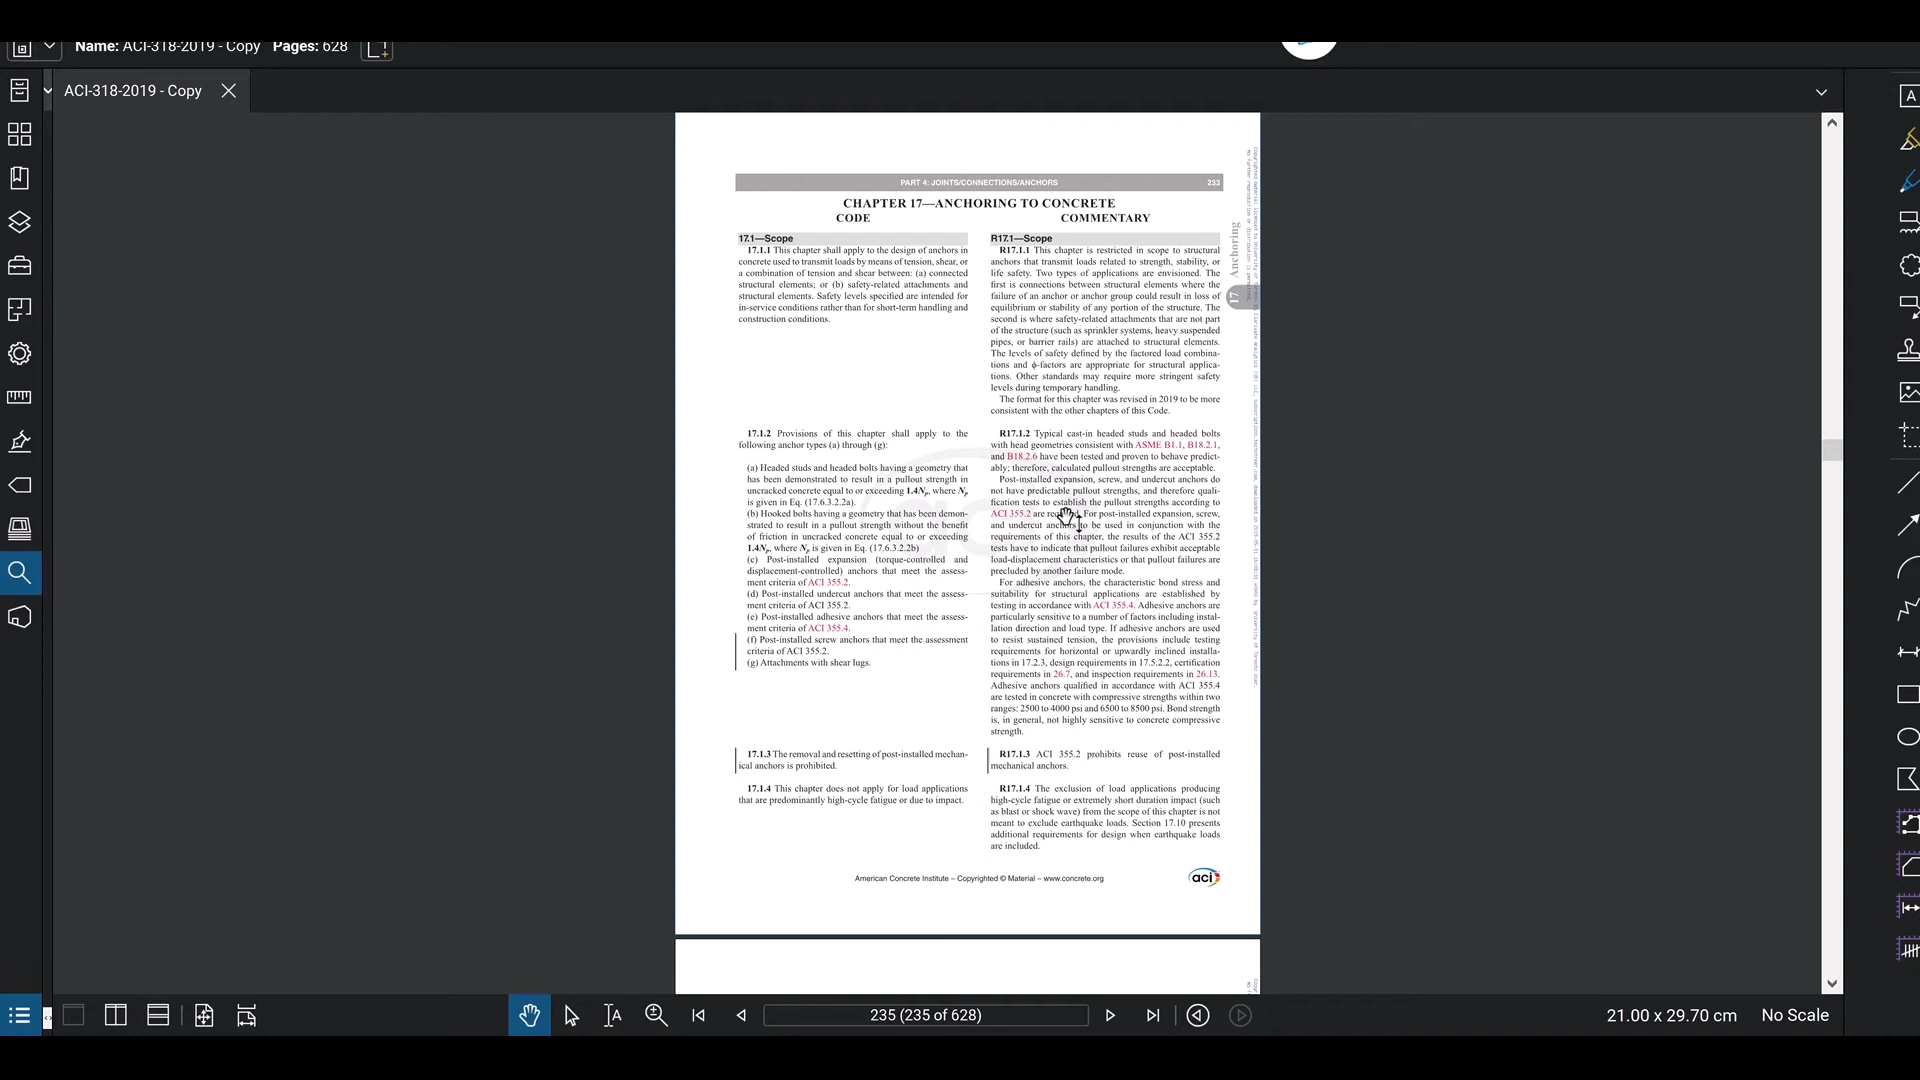 Name: ACI-318-2019 - Copy Pages: 628
ACI-318-2019 - Copy
PART 4: JOINTS/CONNECTIONS/ANCHORS 233
CHAPTER 17—ANCHORING TO CONCRETE
CODE
17.1—Scope
17.1.1 This chapter shall apply to the design of anchors in
concrete used to transmit loads by means of tension, shear, or
a combination of tension and shear between: (a) connected
structural elements; or (b) safety-related attachments and
structural elements. Safety levels specified are intended for
in-service conditions rather than for short-term handling and
construction conditions.
17.1.2 Provisions of this chapter shall apply to the
following anchor types (a) through (g):
(a) Headed studs and headed bolts having a geometry that
has been demonstrated to result in a pullout strength in
uncracked concrete equal to or exceeding 1.4Np, where Np
is given in Eq. (17.6.3.2.2a).
(b) Hooked bolts having a geometry that has been demon-
strated to result in a pullout strength without the benefit
of friction in uncracked concrete equal to or exceeding
1.4Np, where Np is given in Eq. (17.6.3.2.2b)
(c) Post-installed expansion (torque-controlled and
displacement-controlled) anchors that meet the assess-
ment criteria of ACI 355.2.
(d) Post-installed undercut anchors that meet the assess-
ment criteria of ACI 355.2.
(e) Post-installed adhesive anchors that meet the assess-
ment criteria of ACI 355.4.
(f) Post-installed screw anchors that meet the assessment
criteria of ACI 355.2.
(g) Attachments with shear lugs.
17.1.3 The removal and resetting of post-installed mechan-
ical anchors is prohibited.
17.1.4 This chapter does not apply for load applications
that are predominantly high-cycle fatigue or due to impact.
COMMENTARY
R17.1—Scope
R17.1.1 This chapter is restricted in scope to structural
anchors that transmit loads related to strength, stability, or
life safety. Two types of applications are envisioned. The
first is connections between structural elements where the
failure of an anchor or anchor group could result in loss of
equilibrium or stability of any portion of the structure. The
second is where safety-related attachments that are not part
of the structure (such as sprinkler systems, heavy suspended
pipes, or barrier rails) are attached to structural elements.
The levels of safety defined by the factored load combina-
tions and ϕ-factors are appropriate for structural applica-
tions. Other standards may require more stringent safety
levels during temporary handling.
The format for this chapter was revised in 2019 to be more
consistent with the other chapters of this Code.
R17.1.2 Typical cast-in headed studs and headed bolts
with head geometries consistent with ASME B1.1, B18.2.1,
and B18.2.6 have been tested and proven to behave predict-
ably; therefore, calculated pullout strengths are acceptable.
Post-installed expansion, screw, and undercut anchors do
not have predictable pullout strengths, and therefore quali-
fication tests to establish the pullout strengths according to
ACI 355.2 are For post-installed expansion, screw,
and undercut anchors to be used in conjunction with the
requirements of this chapter, the results of the ACI 355.2
tests have to indicate that pullout failures exhibit acceptable
load-displacement characteristics or that pullout failures are
precluded by another failure mode.
For adhesive anchors, the characteristic bond stress and
suitability for structural applications are established by
testing in accordance with ACI 355.4. Adhesive anchors are
particularly sensitive to a number of factors including instal-
lation direction and load type. If adhesive anchors are used
to resist sustained tension, the provisions include testing
requirements for horizontal or upwardly inclined installa-
tions in 17.2.3, design requirements in 17.5.2.2, certification
requirements in 26.7, and inspection requirements in 26.13.
Adhesive anchors qualified in accordance with ACI 355.4
are tested in concrete with compressive strengths within two
ranges: 2500 to 4000 psi and 6500 to 8500 psi. Bond strength
is, in general, not highly sensitive to concrete compressive
strength.
R17.1.3 ACI 355.2 prohibits reuse of post-installed
mechanical anchors.
R17.1.4 The exclusion of load applications producing
high-cycle fatigue or extremely short duration impact (such
as blast or shock wave) from the scope of this chapter is not
meant to exclude earthquake loads. Section 17.10 presents
additional requirements for design when earthquake loads
are included.
17 Anchoring
American Concrete Institute – Copyrighted © Material – www.concrete.org
aci
235 (235 of 628)
21.00 x 29.70 cm No Scale